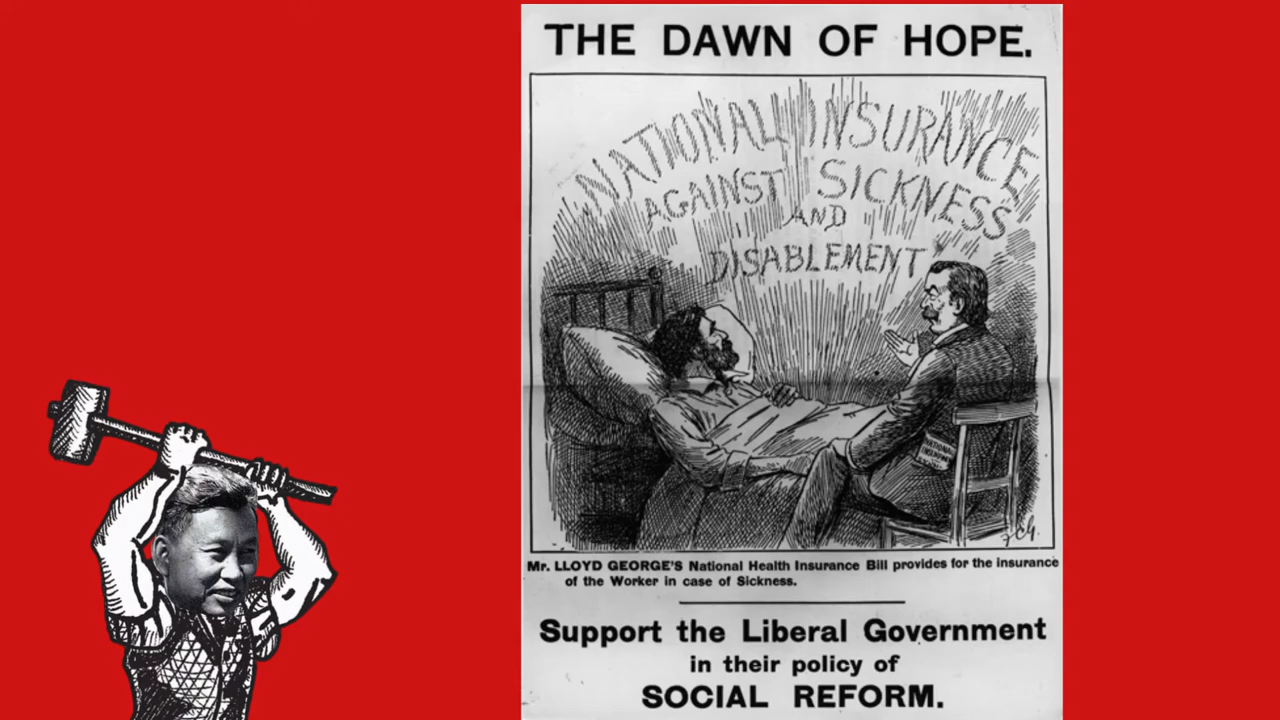 THE DAWN OF HOPE.
NATIONAL INSURANCE
AGAINST SICKNESS
AND
DISABLEMENT
NATIONAL
F.C.G.
Mr. LLOYD GEORGE'S National Health Insurance Bill provides for the insurance
of the Worker in case of Sickness.
Support the Liberal Government
in their policy of
SOCIAL REFORM.